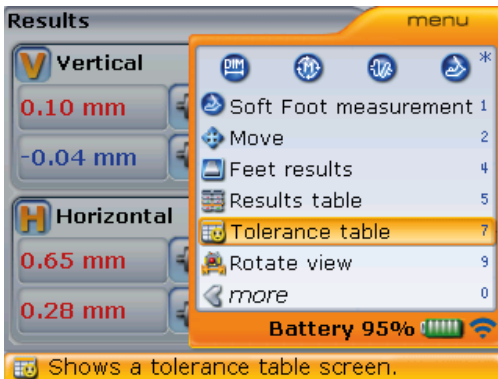 Results
menu
V Vertical
0.10 mm
-0.04 mm
H Horizontal
0.65 mm
0.28 mm
DIM
*
Soft Foot measurement 1
Move 2
Feet results 4
Results table 5
Tolerance table 7
Rotate view 9
more 0
Battery 95%
Shows a tolerance table screen.